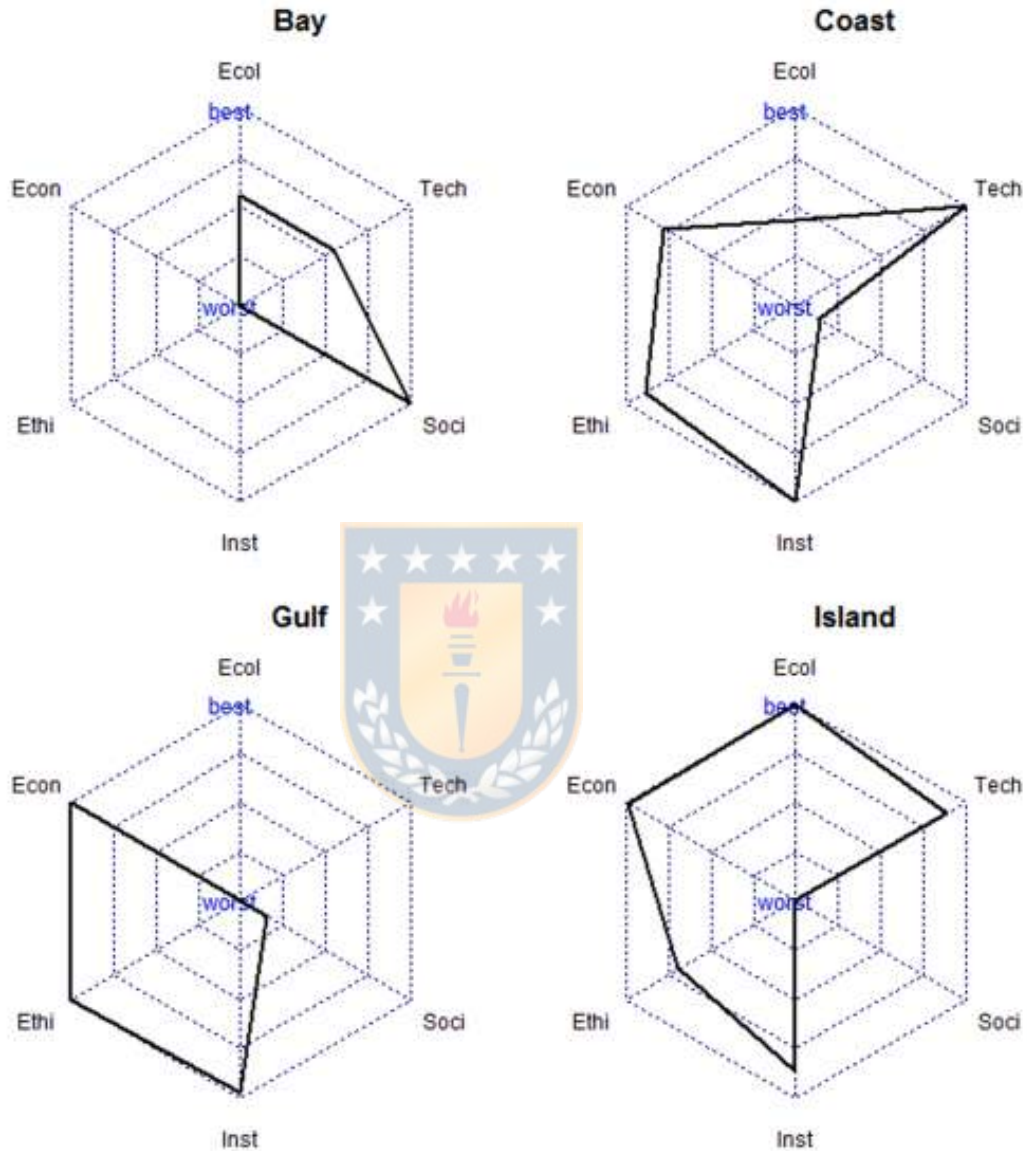 Bay
Ecol
best
Econ
Tech
worst
Ethi
Soci
Inst
Coast
Ecol
best
Econ
Tech
worst
Ethi
Soci
Inst
Gulf
Ecol
best
Econ
Tech
worst
Ethi
Soci
Inst
Island
Ecol
best
Econ
Tech
worst
Ethi
Soci
Inst